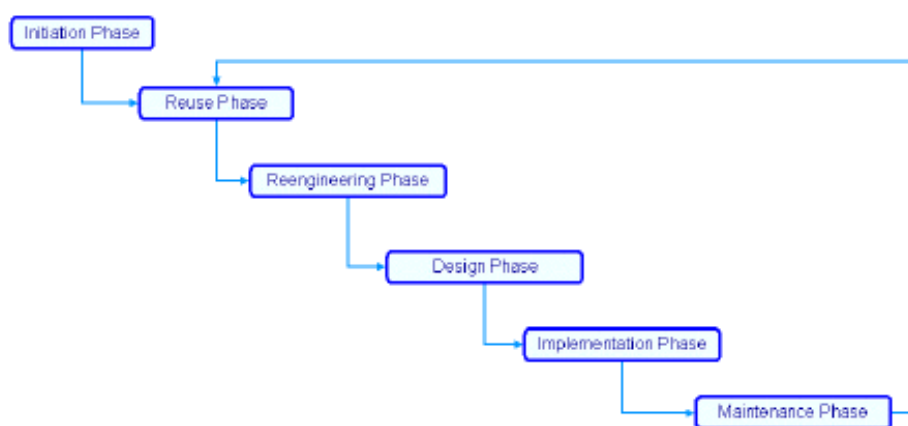 Initiation Phase
Reuse Phase
Reengineering Phase
Design Phase
Implementation Phase
Maintenance Phase